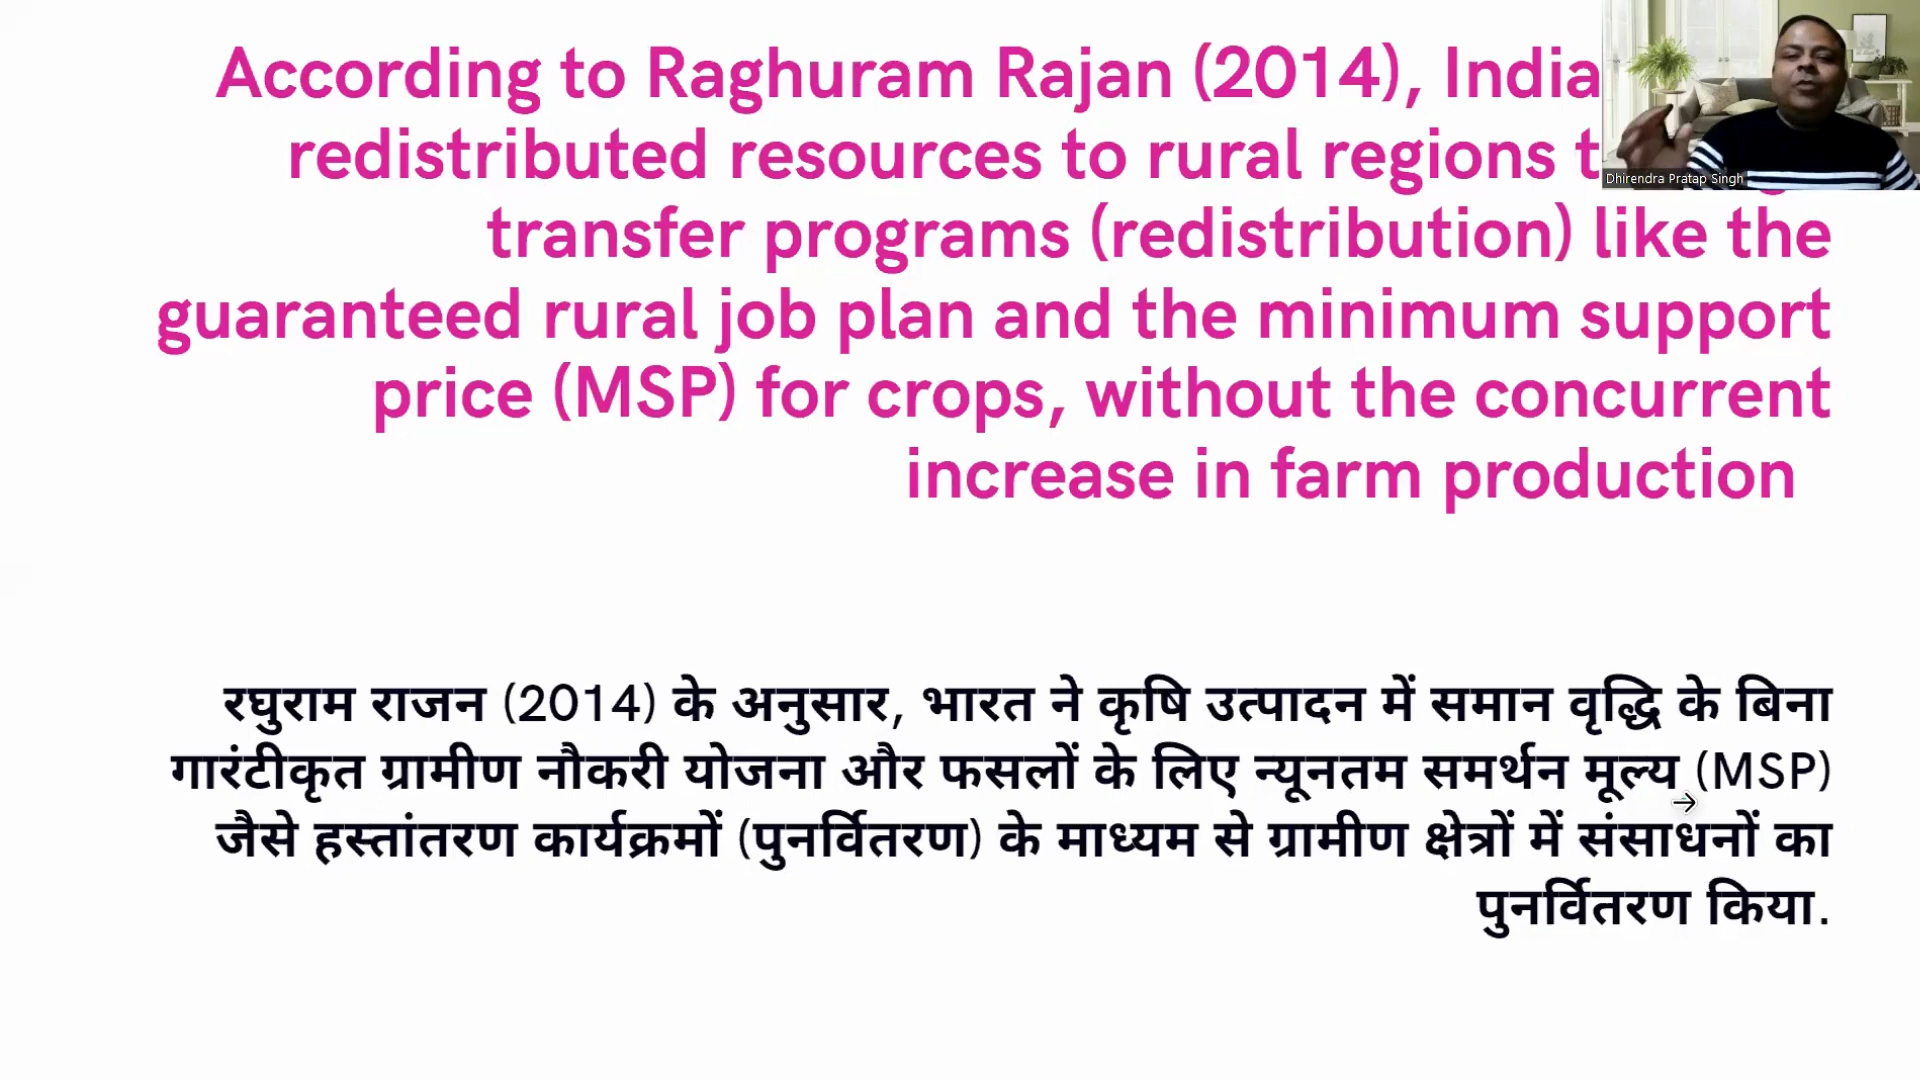 According to Raghuram Rajan (2014), India
redistributed resources to rural regions
transfer programs (redistribution) like the
guaranteed rural job plan and the minimum support
price (MSP) for crops, without the concurrent
increase in farm production
Dhirendra Pratap Singh
रघुराम राजन (2014) के अनुसार, भारत ने कृषि उत्पादन में समान वृद्धि के बिना
गारंटीकृत ग्रामीण नौकरी योजना और फसलों के लिए न्यूनतम समर्थन मूल्य (MSP)
जैसे हस्तांतरण कार्यक्रमों (पुनर्वितरण) के माध्यम से ग्रामीण क्षेत्रों में संसाधनों का
पुनर्वितरण किया.